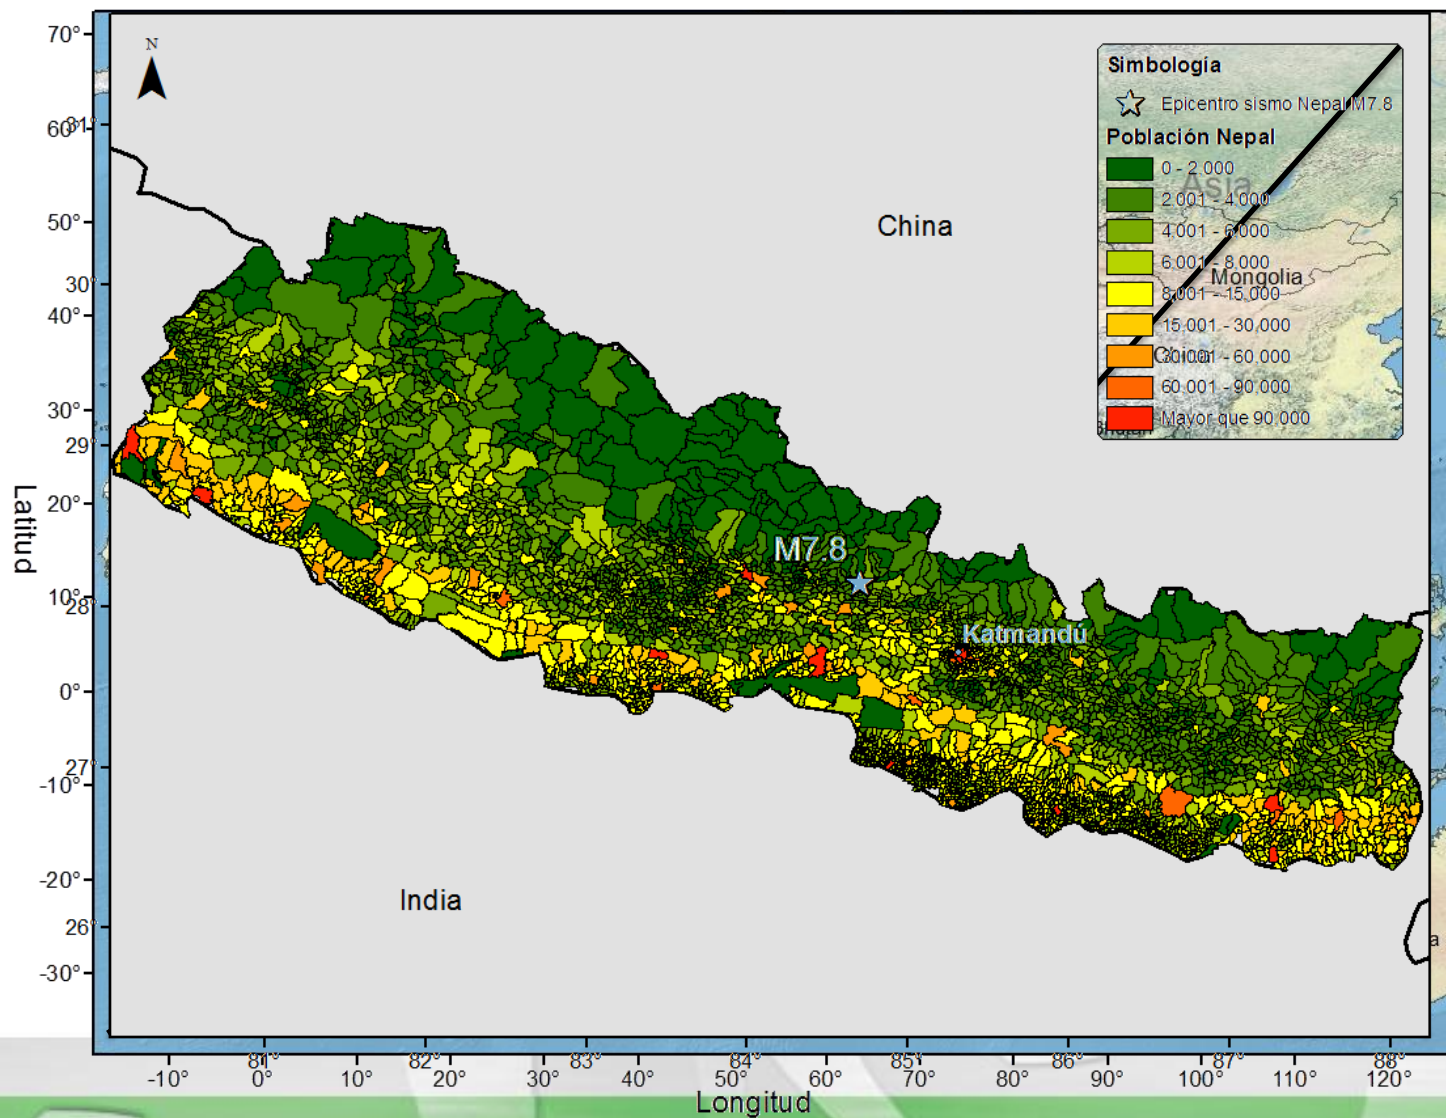 70°
N
Simbología
Epicentro sismo Nepal M7.8
60°
31°
Población Nepal
0 - 2.000
Asia
2.001 - 4.000
50°
China
4.001 - 6.000
6.001 - 8.000
Mongolia
30°
8.001 - 15.000
40°
15.001 - 30.000
China
30.001 - 60.000
60.001 - 90.000
30°
Mayor que 90.000
29°
20°
Latitud
M7.8
10°
28°
Katmandú
0°
27°
-10°
-20°
India
26°
-30°
81° 82° 83° 84° 85° 86° 87° 88°
-10° 0° 10° 20° 30° 40° 50° 60° 70° 80° 90° 100° 110° 120°
Longitud